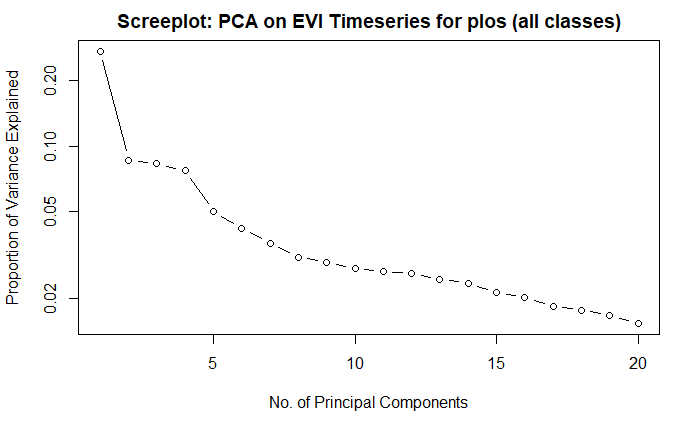 Screeplot: PCA on EVI Timeseries for plos (all classes)
Proportion of Variance Explained
0.20
0.10
0.05
0.02
5
10
15
20
No. of Principal Components